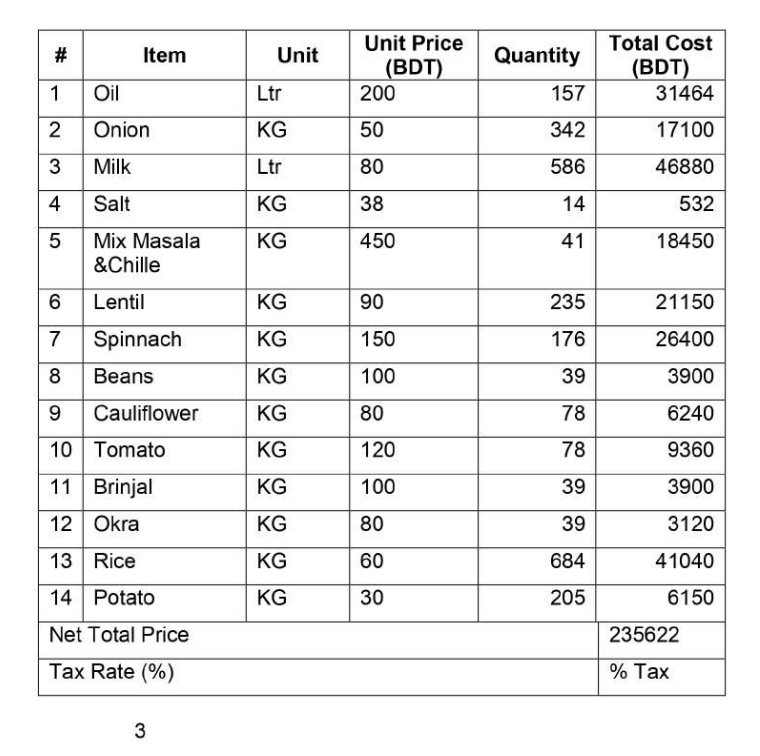 # Item Unit Unit Price (BDT) Quantity Total Cost (BDT)
1 Oil Ltr 200 157 31464
2 Onion KG 50 342 17100
3 Milk Ltr 80 586 46880
4 Salt KG 38 14 532
5 Mix Masala &Chille KG 450 41 18450
6 Lentil KG 90 235 21150
7 Spinnach KG 150 176 26400
8 Beans KG 100 39 3900
9 Cauliflower KG 80 78 6240
10 Tomato KG 120 78 9360
11 Brinjal KG 100 39 3900
12 Okra KG 80 39 3120
13 Rice KG 60 684 41040
14 Potato KG 30 205 6150
Net Total Price 235622
Tax Rate (%) % Tax
3